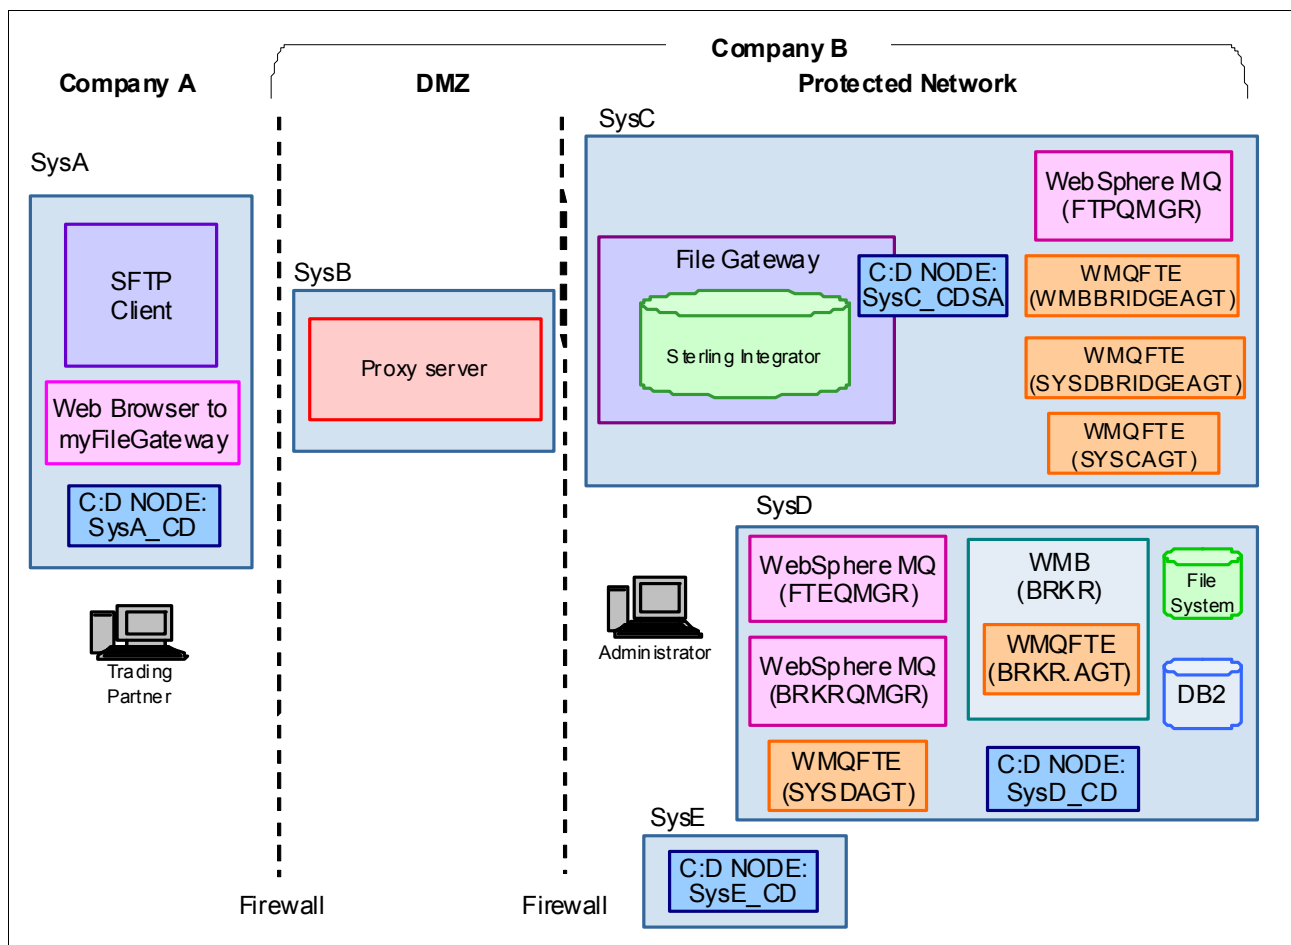 Company B
Company A
DMZ
Protected Network
SysA
SFTP
Client
Web Browser to
myFileGateway
C:D NODE:
SysA_CD
Trading
Partner
SysB
Proxy server
Firewall
Firewall
SysC
File Gateway
Sterling Integrator
C:D NODE:
SysC_CDSA
WebSphere MQ
(FTPQMGR)
WMQFTE
(WMBBRIDGEAGT)
WMQFTE
(SYSDBRIDGEAGT)
WMQFTE
(SYSCAGT)
Administrator
SysD
WebSphere MQ
(FTEQMGR)
WebSphere MQ
(BRKRQMGR)
WMQFTE
(SYSDAGT)
WMB
(BRKR)
WMQFTE
(BRKR.AGT)
C:D NODE:
SysD_CD
File
System
DB2
SysE
C:D NODE:
SysE_CD